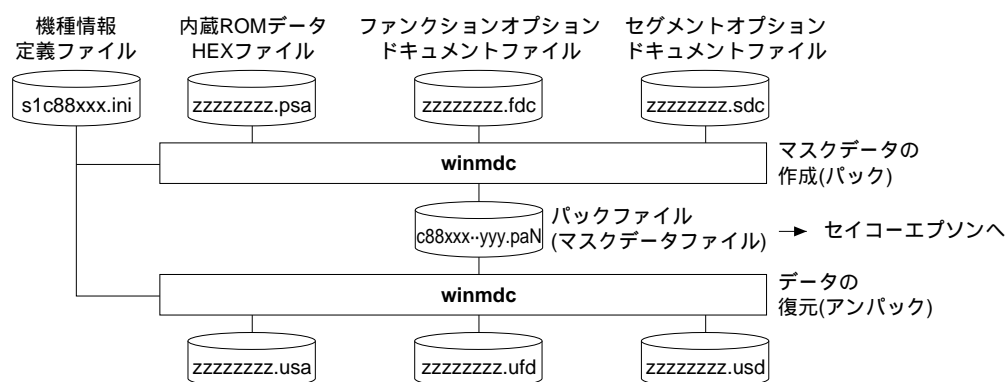 機種情報
定義ファイル
内蔵ROMデータ
HEXファイル
ファンクションオプション
ドキュメントファイル
セグメントオプション
ドキュメントファイル
s1c88xxx.ini
zzzzzzzz.psa
zzzzzzzz.fdc
zzzzzzzz.sdc
winmdc
マスクデータの
作成(パック)
c88xxx··yyy.paN
パックファイル
(マスクデータファイル)
セイコーエプソンへ
winmdc
データの
復元(アンパック)
zzzzzzzz.usa
zzzzzzzz.ufd
zzzzzzzz.usd